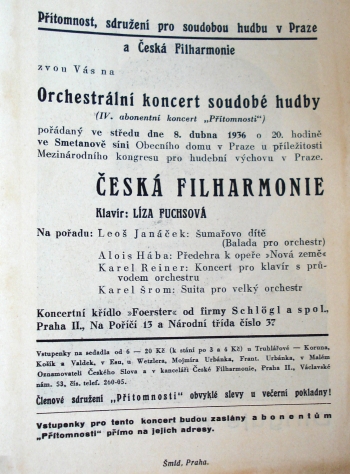 Přítomnost, sdružení pro soudobou hudbu v Praze
a Česká Filharmonie
zvou Vás na
Orchestrální koncert soudobé hudby
(IV. abonentní koncert „Přítomnosti“)
pořádaný ve středu dne 8. dubna 1936 o 20. hodině
ve Smetanově síni Obecního domu v Praze u příležitosti
Mezinárodního kongresu pro hudební výchovu v Praze.
ČESKÁ FILHARMONIE
Klavír: LÍZA FUCHSOVÁ
Na pořadu: Leoš Janáček: Šumařovo dítě
(Balada pro orchestr)
Alois Hába: Předehra k opeře »Nová země«
Karel Reiner: Koncert pro klavír s prů-
vodem orchestru
Karel Šrom: Suita pro velký orchestr
Koncertní křídlo »Foerster« od firmy Schlögl a spol.,
Praha II., Na Poříčí 13 a Národní třída číslo 37
Vstupenky na sedadla od 6 — 20 Kč (k stání po 3 a 4 Kč) u Truhlářové — Koruna,
Košík a Valžek, v Esu, u Wetzlera, Mojmíra Urbánka, Frant. Urbánka, v Malém
Oznamovateli Českého Slova a v kanceláři České Filharmonie, Praha II., Václavské
nám. 53, čís. telef. 260-05.
Členové sdružení „Přítomnosti“ obvyklé slevy u večerní pokladny!
Vstupenky pro tento koncert budou zaslány abonentům
„Přítomnosti“ přímo na jejich adresy.
Šmíd, Praha.